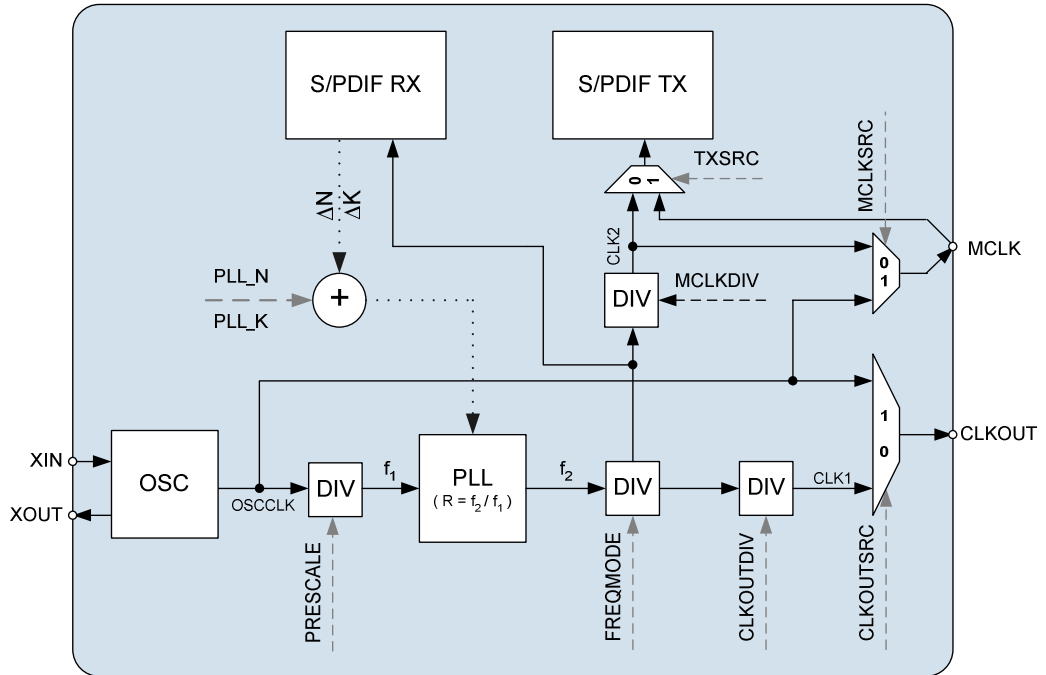 S/PDIF RX
S/PDIF TX
TXSRC
MCLKSRC
0 1
ΔN
ΔK
CLK2
MCLK
0
1
PLL_N
PLL_K
+
DIV
MCLKDIV
XIN
XOUT
OSC
OSCCLK
DIV
f1
PLL
( R = f2 / f1 )
f2
DIV
DIV
CLK1
1
0
CLKOUT
PRESCALE
FREQMODE
CLKOUTDIV
CLKOUTSRC